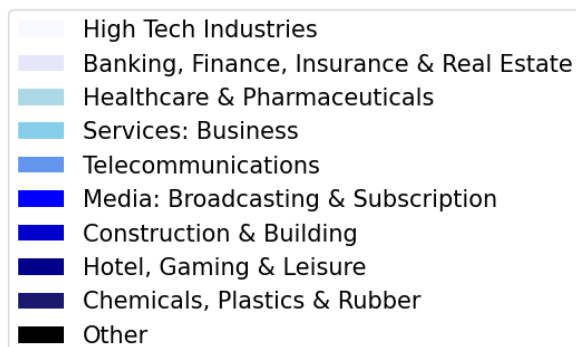 High Tech Industries
Banking, Finance, Insurance & Real Estate
Healthcare & Pharmaceuticals
Services: Business
Telecommunications
Media: Broadcasting & Subscription
Construction & Building
Hotel, Gaming & Leisure
Chemicals, Plastics & Rubber
Other